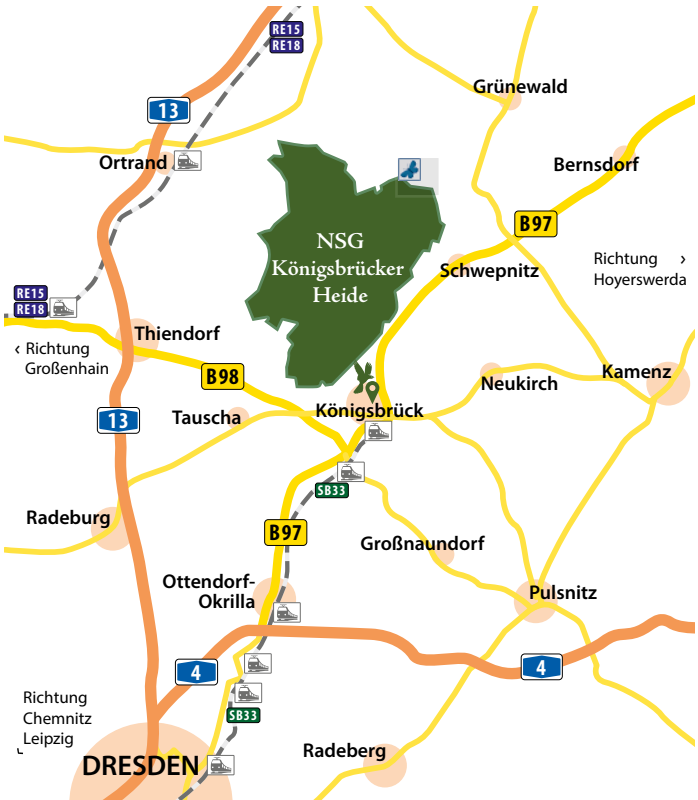 RE15
RE18
Grünewald
13
Ortrand
Bernsdorf
B97
NSG
Königsbrücker
Heide
Schwepnitz
Richtung >
Hoyerswerda
RE15
RE18
Thiendorf
‹ Richtung
Großenhain
B98
Kamenz
Neukirch
13
Tauscha
Königsbrück
SB33
Radeburg
B97
Großnaundorf
Ottendorf-
Okrilla
Pulsnitz
4
4
Richtung
Chemnitz
Leipzig
SB33
Radeberg
DRESDEN